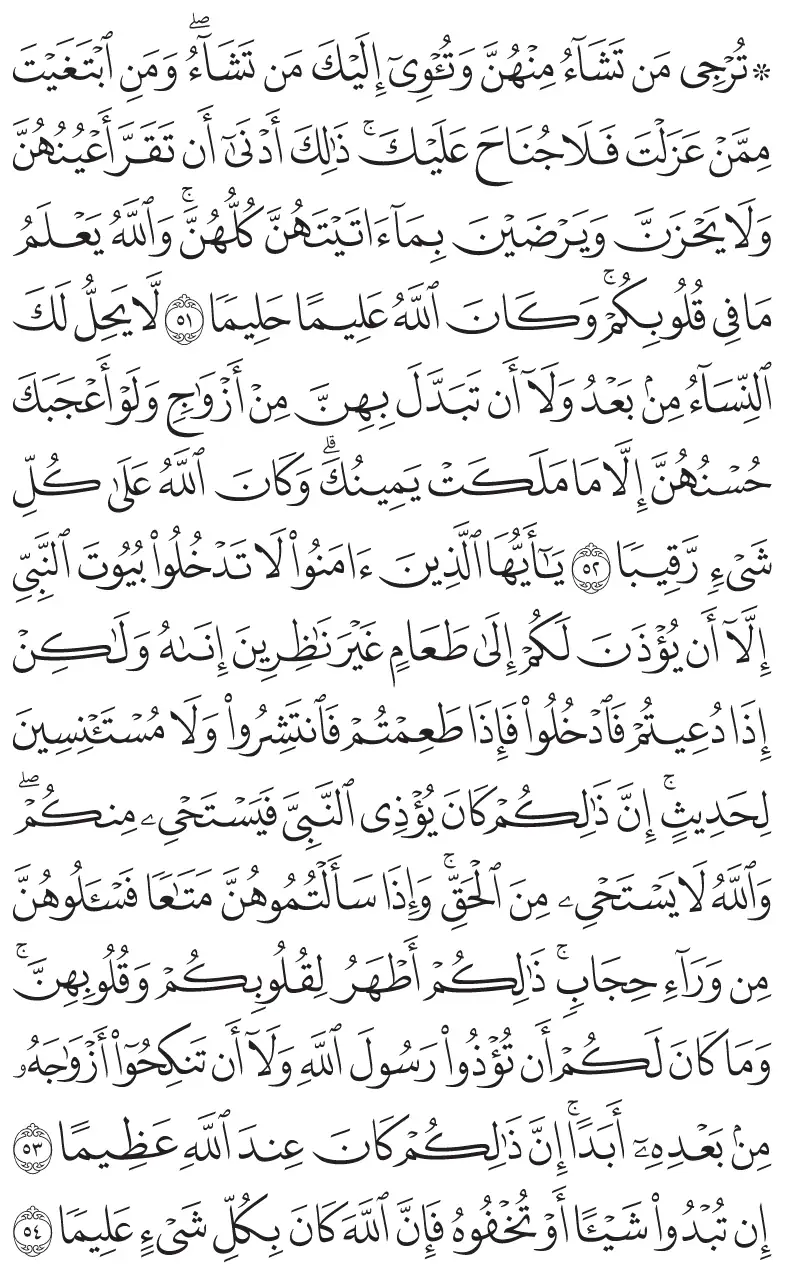 ۞ تُرۡجِي مَن تَشَآءُ مِنۡهُنَّ وَتُـٔۡوِيٓ إِلَيۡكَ مَن تَشَآءُۖ وَمَنِ ٱبۡتَغَيۡتَ
مِمَّنۡ عَزَلۡتَ فَلَا جُنَاحَ عَلَيۡكَۚ ذَٰلِكَ أَدۡنَىٰٓ أَن تَقَرَّ أَعۡيُنُهُنَّ
وَلَا يَحۡزَنَّ وَيَرۡضَيۡنَ بِمَآ ءَاتَيۡتَهُنَّ كُلُّهُنَّۚ وَٱللَّهُ يَعۡلَمُ
مَا فِي قُلُوبِكُمۡۚ وَكَانَ ٱللَّهُ عَلِيمًا حَلِيمٗا ٥١ لَّا يَحِلُّ لَكَ
ٱلنِّسَآءُ مِنۢ بَعۡدُ وَلَآ أَن تَبَدَّلَ بِهِنَّ مِنۡ أَزۡوَٰجٖ وَلَوۡ أَعۡجَبَكَ
حُسۡنُهُنَّ إِلَّا مَا مَلَكَتۡ يَمِينُكَۗ وَكَانَ ٱللَّهُ عَلَىٰ كُلِّ
شَيۡءٖ رَّقِيبٗا ٥٢ يَٰٓأَيُّهَا ٱلَّذِينَ ءَامَنُواْ لَا تَدۡخُلُواْ بُيُوتَ ٱلنَّبِيِّ
إِلَّآ أَن يُؤۡذَنَ لَكُمۡ إِلَىٰ طَعَامٍ غَيۡرَ نَٰظِرِينَ إِنَىٰهُ وَلَٰكِنۡ
إِذَا دُعِيتُمۡ فَٱدۡخُلُواْ فَإِذَا طَعِمۡتُمۡ فَٱنتَشِرُواْ وَلَا مُسۡتَـٔۡنِسِينَ
لِحَدِيثٍۚ إِنَّ ذَٰلِكُمۡ كَانَ يُؤۡذِي ٱلنَّبِيَّ فَيَسۡتَحۡيِۦ مِنكُمۡۖ
وَٱللَّهُ لَا يَسۡتَحۡيِۦ مِنَ ٱلۡحَقِّۚ وَإِذَا سَأَلۡتُمُوهُنَّ مَتَٰعٗا فَسۡـَٔلُوهُنَّ
مِن وَرَآءِ حِجَابٖۚ ذَٰلِكُمۡ أَطۡهَرُ لِقُلُوبِكُمۡ وَقُلُوبِهِنَّۚ
وَمَا كَانَ لَكُمۡ أَن تُؤۡذُواْ رَسُولَ ٱللَّهِ وَلَآ أَن تَنكِحُوٓاْ أَزۡوَٰجَهُۥ
مِنۢ بَعۡدِهِۦٓ أَبَدًاۚ إِنَّ ذَٰلِكُمۡ كَانَ عِندَ ٱللَّهِ عَظِيمًا ٥٣
إِن تُبۡدُواْ شَيۡـًٔا أَوۡ تُخۡفُوهُ فَإِنَّ ٱللَّهَ كَانَ بِكُلِّ شَيۡءٍ عَلِيمٗا ٥٤